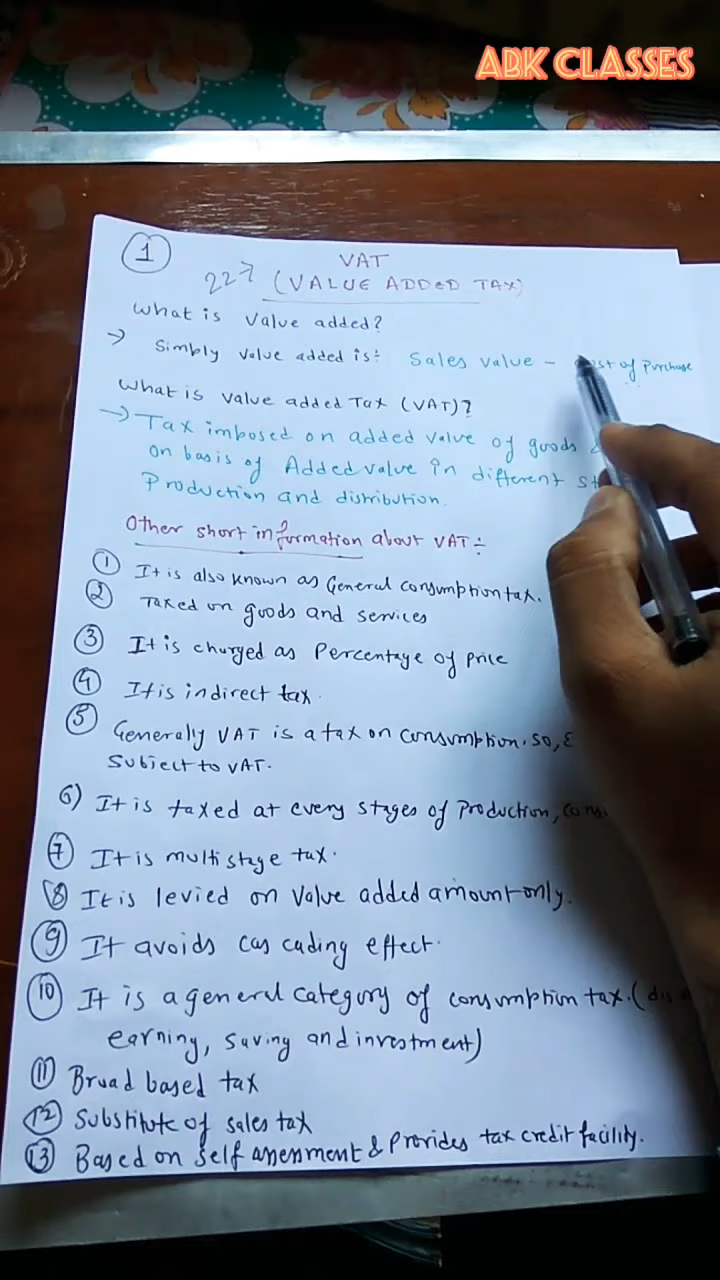 ABK CLASSES
1
VAT
22-> (VALUE ADDED TAX)
What is Value added?
-> Simply value added is:- Sales value - cost of Purchase
What is value added Tax (VAT)?
-> Tax imposed on added value of goods &
on basis of Added value in different st
Production and distribution.
Other short information about VAT:-
1 It is also known as General consumption tax.
2 Taxed on goods and services
3 It is charged as Percentage of price
4 It is indirect tax.
5 Generally VAT is a tax on consumption. so,
Subject to VAT.
6) It is taxed at every stages of production,
7 It is multistage tax.
8 It is levied on Value added amount only.
9 It avoids cascading effect.
10 It is a general category of consumption tax. (
earning, saving and investment)
11 Broad based tax
12 Substitute of sales tax
13 Based on self assessment & Provides tax credit facility.